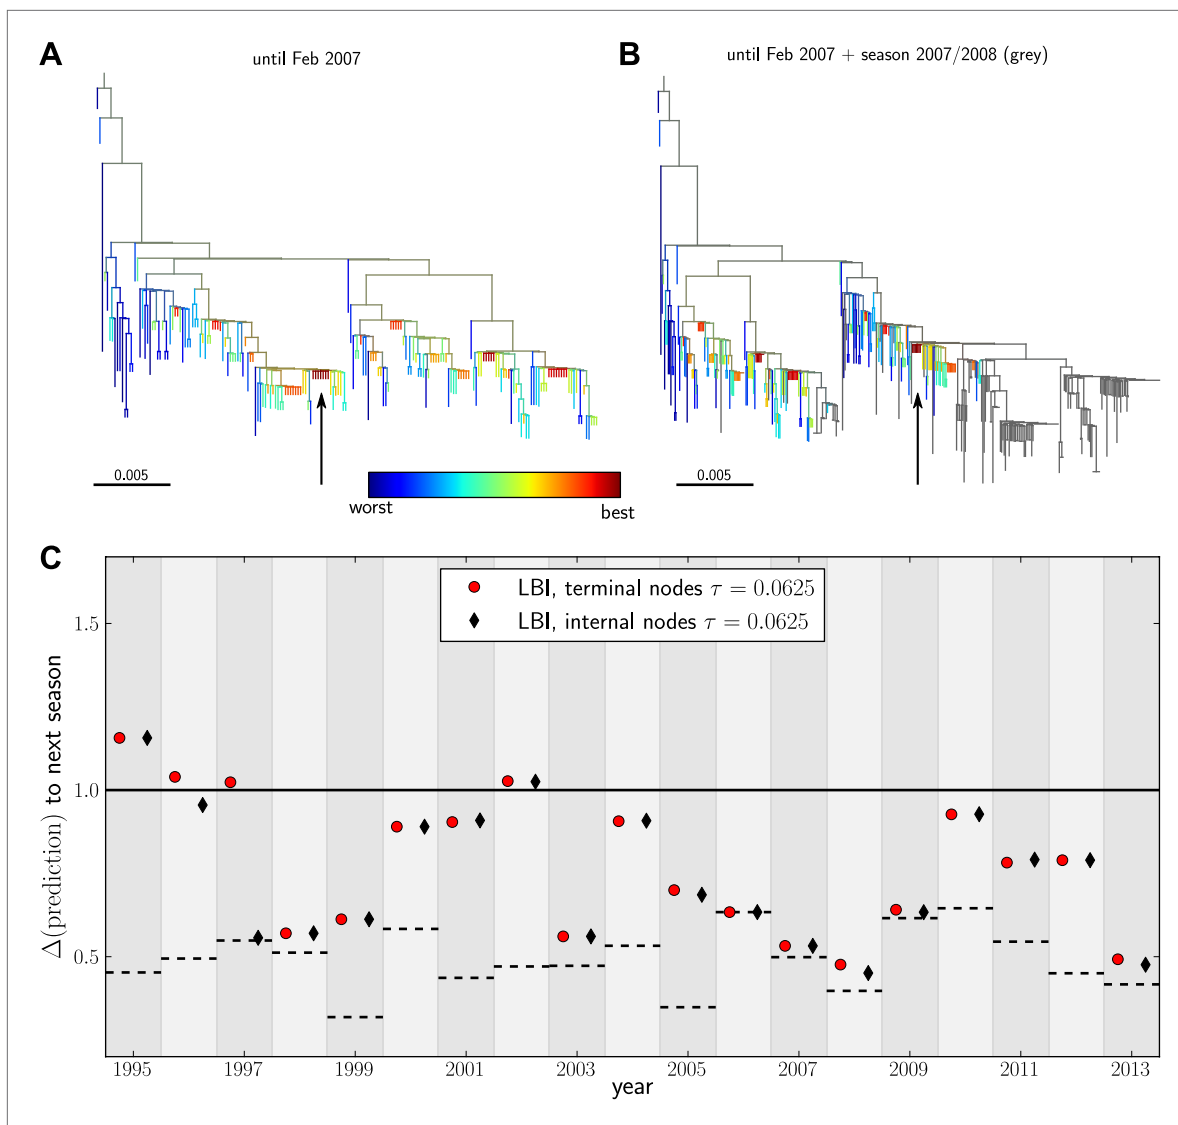 A
until Feb 2007
B
until Feb 2007 + season 2007/2008 (grey)
0.005
0.005
worst
best
C
LBI, terminal nodes τ = 0.0625
LBI, internal nodes τ = 0.0625
1.5
1.0
0.5
Δ(prediction) to next season
1995 1997 1999 2001 2003 2005 2007 2009 2011 2013
year